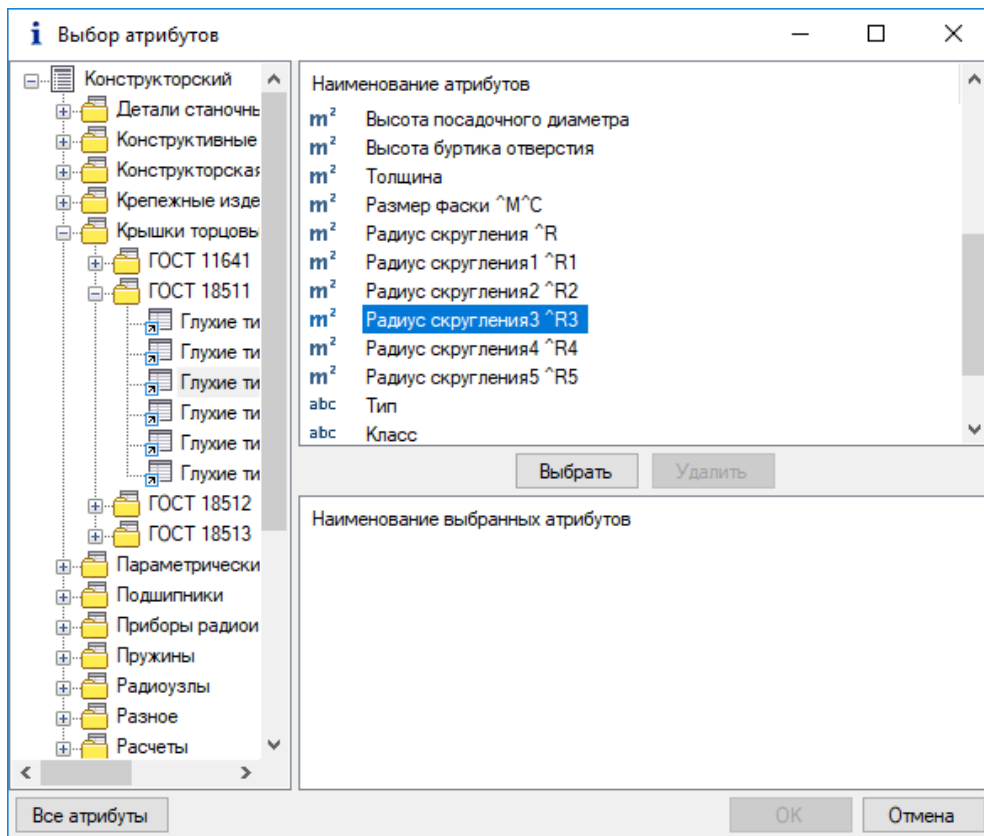 Выбор атрибутов
Конструкторский
Детали станочнь
Конструктивные
Конструкторская
Крепежные изде
Крышки торцовы
ГОСТ 11641
ГОСТ 18511
Глухие ти
Глухие ти
Глухие ти
Глухие ти
Глухие ти
Глухие ти
ГОСТ 18512
ГОСТ 18513
Параметрически
Подшипники
Приборы радиои
Пружины
Радиоузлы
Разное
Расчеты
Наименование атрибутов
m² Высота посадочного диаметра
m² Высота буртика отверстия
m² Толщина
m² Размер фаски ^M^C
m² Радиус скругления ^R
m² Радиус скругления1 ^R1
m² Радиус скругления2 ^R2
m² Радиус скругления3 ^R3
m² Радиус скругления4 ^R4
m² Радиус скругления5 ^R5
abc Тип
abc Класс
Выбрать Удалить
Наименование выбранных атрибутов
Все атрибуты OK Отмена